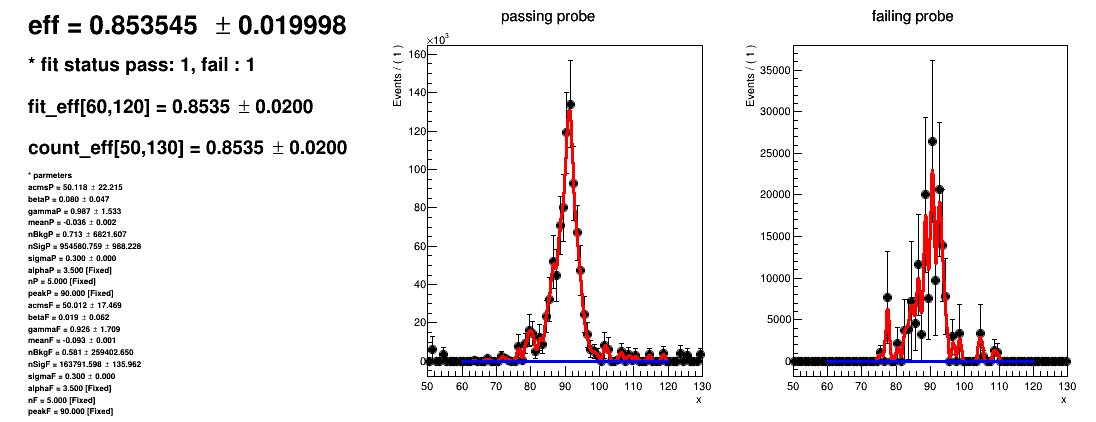 eff = 0.853545 ± 0.019998
* fit status pass: 1, fail : 1
fit_eff[60,120] = 0.8535 ± 0.0200
count_eff[50,130] = 0.8535 ± 0.0200
* parmeters
acmsP = 50.118 ± 22.215
betaP = 0.080 ± 0.047
gammaP = 0.987 ± 1.533
meanP = -0.036 ± 0.002
nBkgP = 0.713 ± 6821.607
nSigP = 954580.759 ± 988.228
sigmaP = 0.300 ± 0.000
alphaP = 3.500 [Fixed]
nP = 5.000 [Fixed]
peakP = 90.000 [Fixed]
acmsF = 50.012 ± 17.469
betaF = 0.019 ± 0.062
gammaF = 0.926 ± 1.709
meanF = -0.093 ± 0.001
nBkgF = 0.581 ± 259402.650
nSigF = 163791.598 ± 135.962
sigmaF = 0.300 ± 0.000
alphaF = 3.500 [Fixed]
nF = 5.000 [Fixed]
peakF = 90.000 [Fixed]
passing probe
×10³
Events / ( 1 )
160
140
120
100
80
60
40
20
0
50 60 70 80 90 100 110 120 130
x
failing probe
Events / ( 1 )
35000
30000
25000
20000
15000
10000
5000
0
50 60 70 80 90 100 110 120 130
x